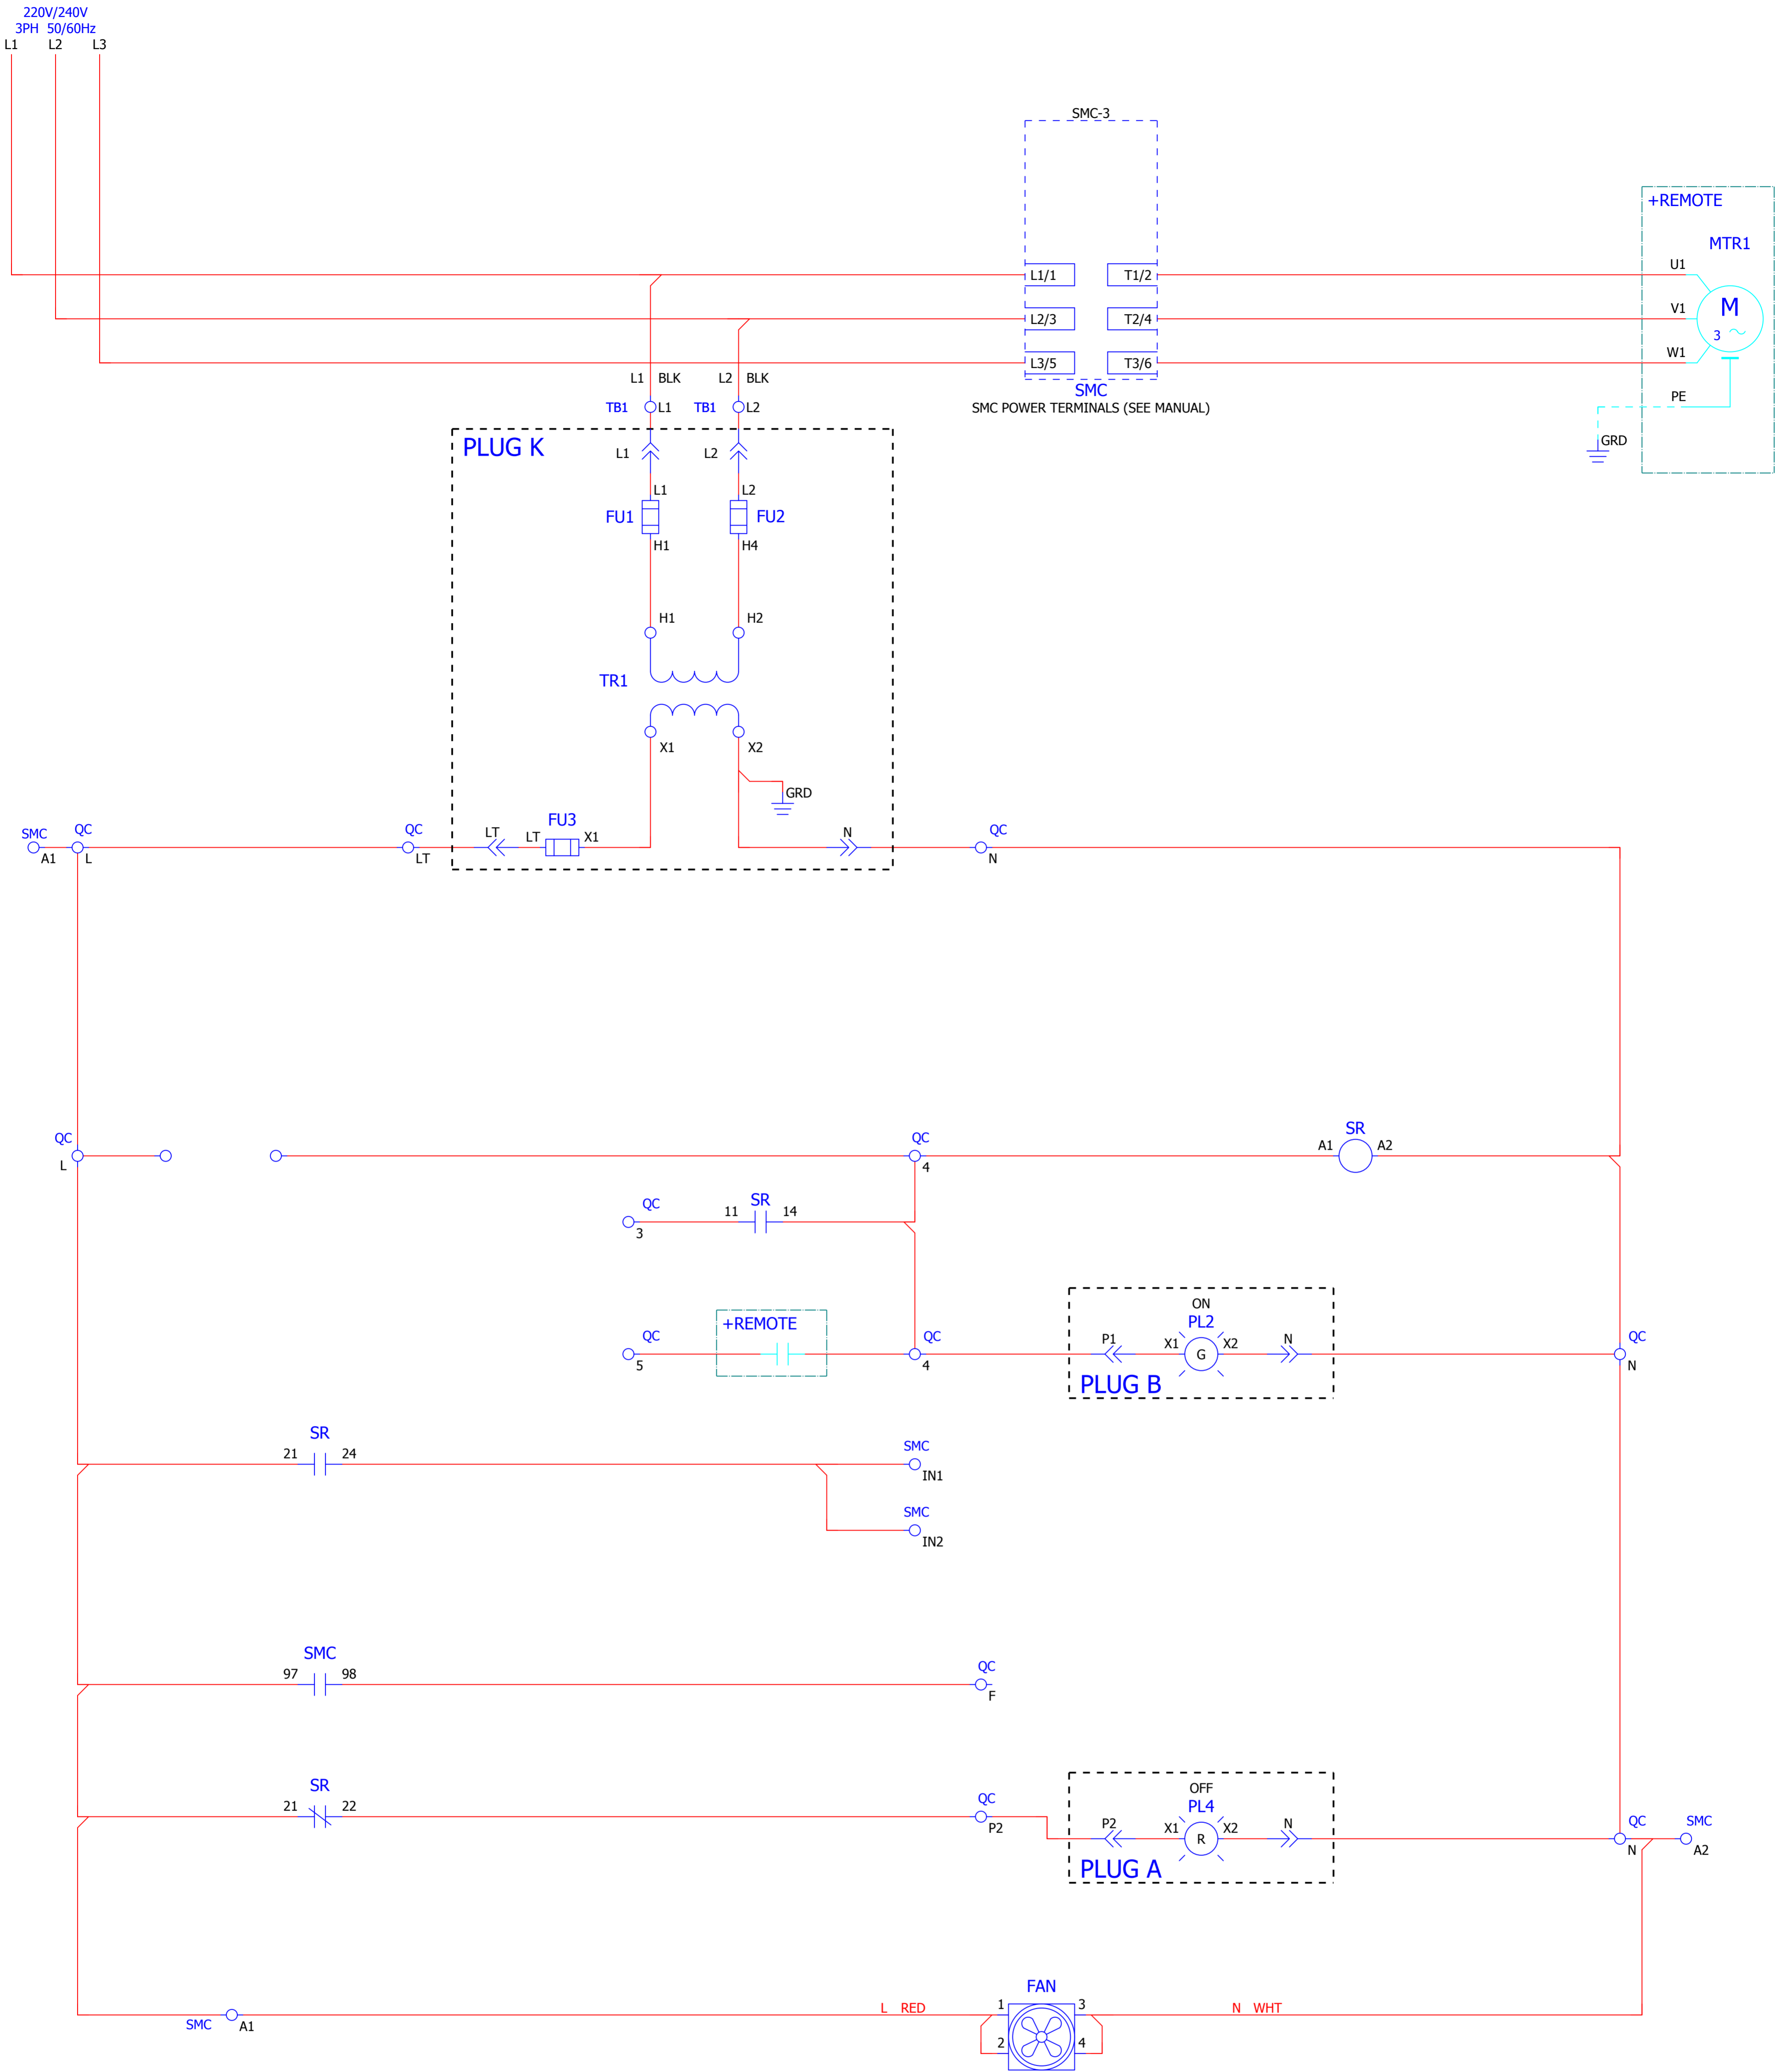 220V/240V
3PH 50/60Hz
L1 L2 L3
SMC-3
+REMOTE
MTR1
L1/1 T1/2 U1
L2/3 T2/4 V1
M
3
L3/5 T3/6 W1
L1 BLK L2 BLK
SMC
SMC POWER TERMINALS (SEE MANUAL)
PE
TB1 L1 TB1 L2
GRD
PLUG K
L1 L2
L1 L2
FU1 FU2
H1 H4
H1 H2
TR1
X1 X2
GRD
SMC QC QC FU3 QC
LT LT X1 N
A1 L LT N
QC QC SR
A1 A2
L 4
QC SR
11 14
3
ON
+REMOTE PL2
QC QC P1 X1 X2 N QC
G
5 4 N
PLUG B
SR
21 24 SMC
IN1
SMC
IN2
SMC
97 98 QC
F
SR OFF
21 22 QC PL4
P2 P2 X1 X2 N QC SMC
R
N A2
PLUG A
FAN
L RED 1 3 N WHT
SMC A1
2 4